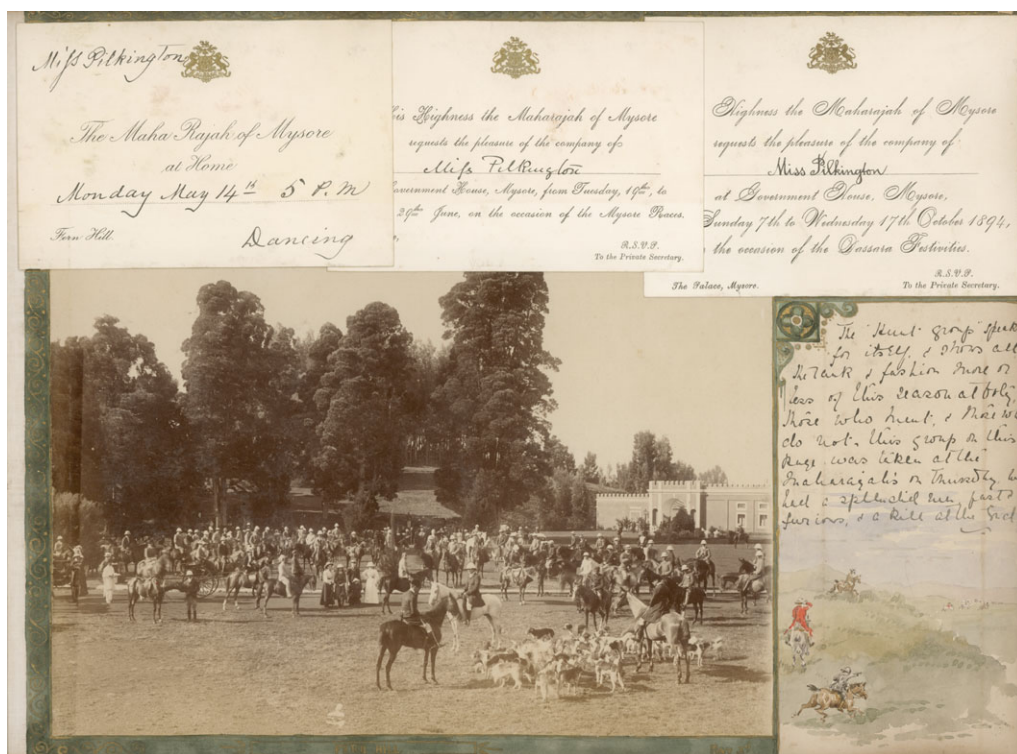 Miss Pilkington
The Maha Rajah of Mysore
at Home
Monday May 14th 5 P.M
Fern Hill.
Dancing
is Highness the Maharajah of Mysore
requests the pleasure of the company of
Miss Pilkington
overnment House, Mysore, from Tuesday, 19th, to
29th June, on the occasion of the Mysore Races.
R.S.V.P.
To the Private Secretary.
Highness the Maharajah of Mysore
requests the pleasure of the company of
Miss Pilkington
at Government House, Mysore,
Sunday 7th to Wednesday 17th October 1894,
the occasion of the Dassara Festivities.
R.S.V.P.
The Palace, Mysore.
To the Private Secretary.
The "Hunt group" speak
for itself, & shows all
the rank & fashion more or
less of this season at Ooty,
those who hunt, & those w
do not. This group on this
page was taken at the
Maharajah's on Thursday
had a splendid run, fast &
furious, & a kill at the end